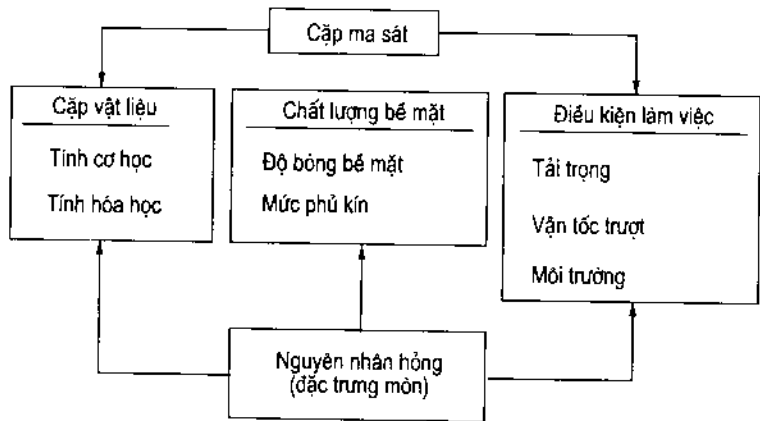 Cặp ma sát
Cặp vật liệu
Tính cơ học
Tính hóa học
Chất lượng bề mặt
Độ bóng bề mặt
Mức phủ kín
Điều kiện làm việc
Tải trọng
Vận tốc trượt
Môi trường
Nguyên nhân hỏng
(đặc trưng mòn)